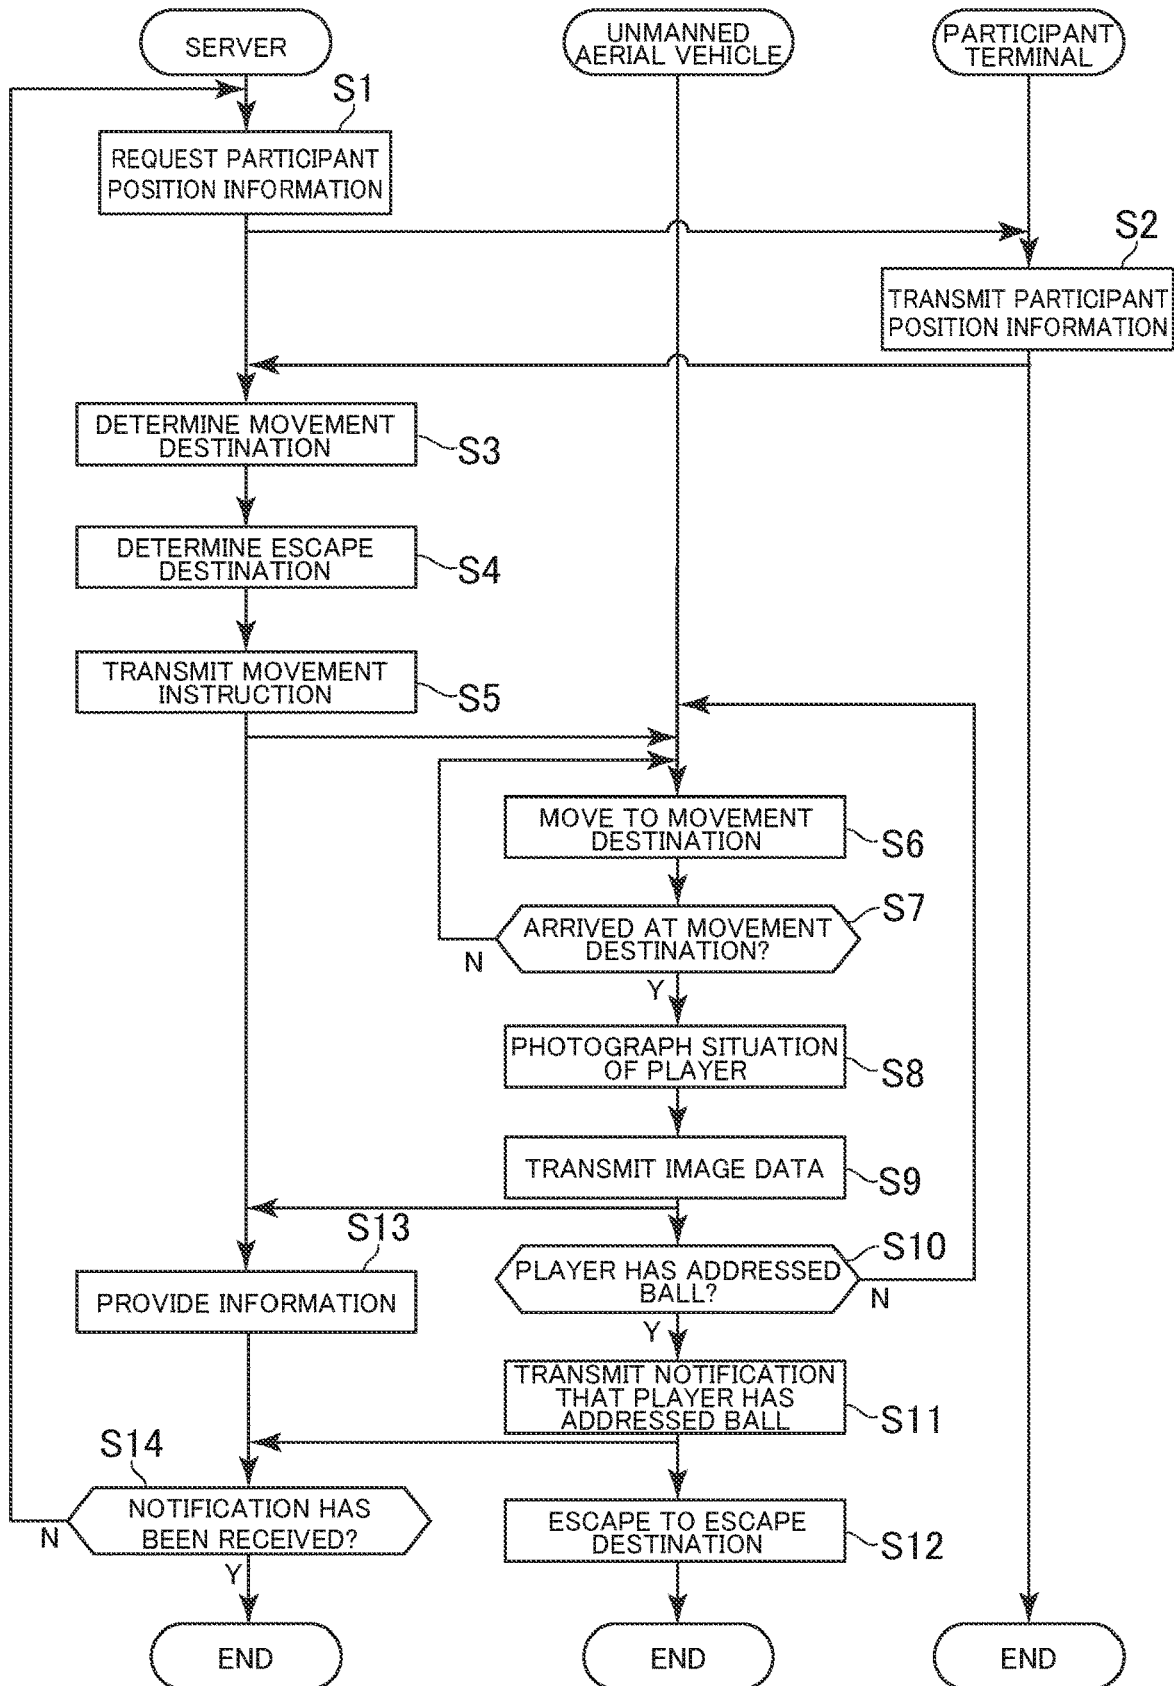 SERVER
UNMANNED
AERIAL VEHICLE
PARTICIPANT
TERMINAL
S1
REQUEST PARTICIPANT
POSITION INFORMATION
S2
TRANSMIT PARTICIPANT
POSITION INFORMATION
DETERMINE MOVEMENT
DESTINATION
S3
DETERMINE ESCAPE
DESTINATION
S4
TRANSMIT MOVEMENT
INSTRUCTION
S5
MOVE TO MOVEMENT
DESTINATION
S6
ARRIVED AT MOVEMENT
DESTINATION?
S7
N
Y
PHOTOGRAPH SITUATION
OF PLAYER
S8
TRANSMIT IMAGE DATA
S9
S13
PROVIDE INFORMATION
PLAYER HAS ADDRESSED
BALL?
S10
N
Y
TRANSMIT NOTIFICATION
THAT PLAYER HAS
ADDRESSED BALL
S11
S14
NOTIFICATION HAS
BEEN RECEIVED?
N
Y
ESCAPE TO ESCAPE
DESTINATION
S12
END
END
END